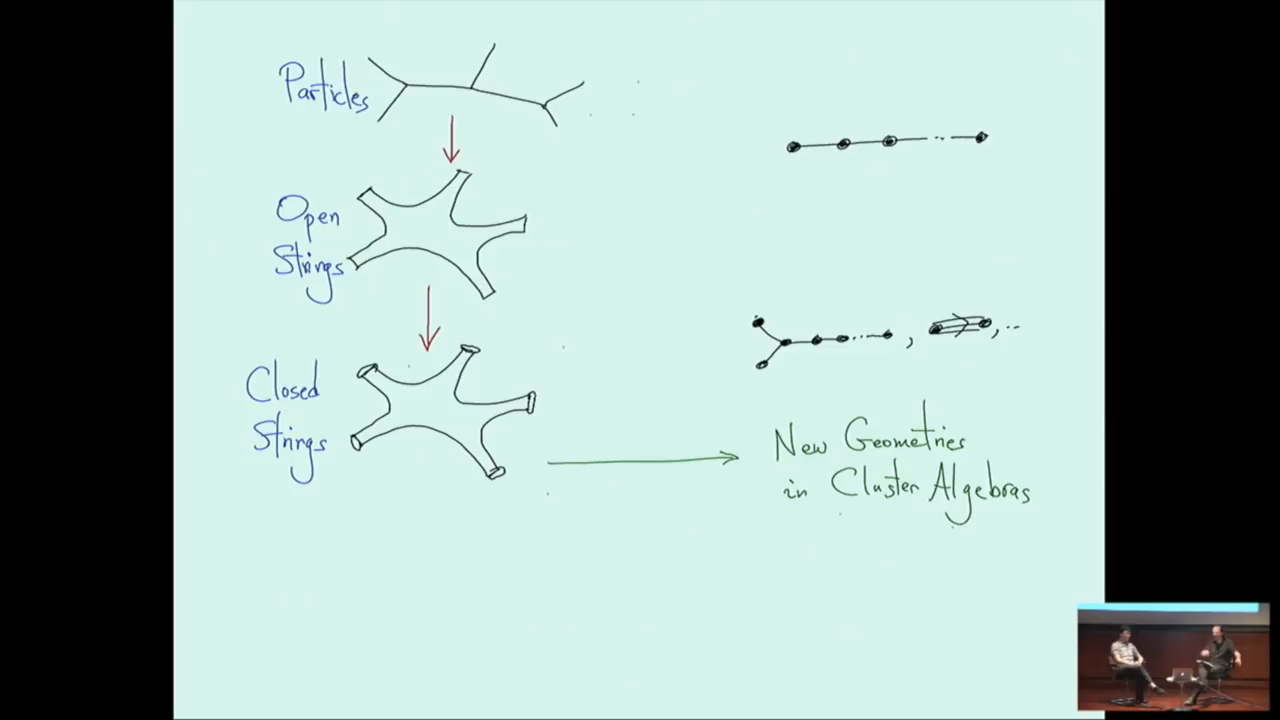 Particles
Open
Strings
Closed
Strings
New Geometries
in Cluster Algebras